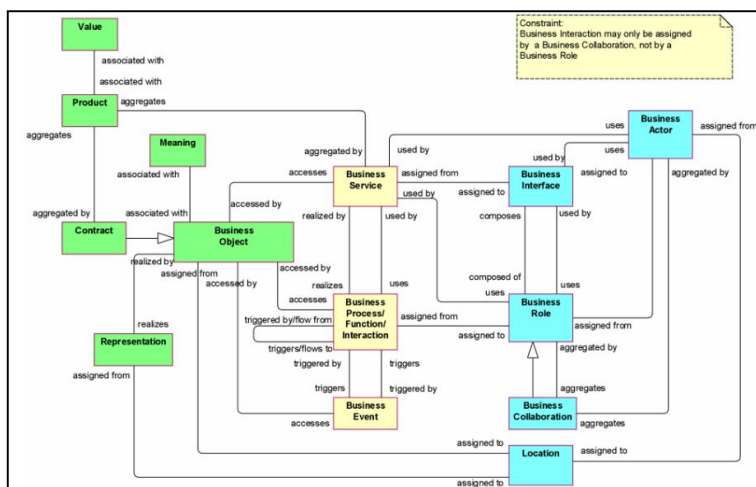 Value
Constraint:
Business Interaction may only be assigned
by a Business Collaboration, not by a
Business Role
associated with
associated with
Product
aggregates
aggregates
Meaning
associated with
aggregated by
associated with
Contract
Business
Object
accessed by
accesses
aggregated by
Business
Service
used by
assigned from
used by
uses
uses
used by
assigned to
assigned to
Business
Actor
assigned from
aggregated by
Business
Interface
realized by
used by
composes
used by
realized by
assigned from
accessed by
accessed by
accesses
realizes
uses
composed of
uses
uses
triggered by/flow from
Business
Process/
Function/
Interaction
assigned from
assigned to
Business
Role
assigned from
realizes
Representation
assigned from
triggers/flows to
triggered by
triggers
aggregated by
triggers
triggered by
aggregates
accesses
Business
Event
Business
Collaboration
aggregates
assigned to
assigned to
Location
assigned to